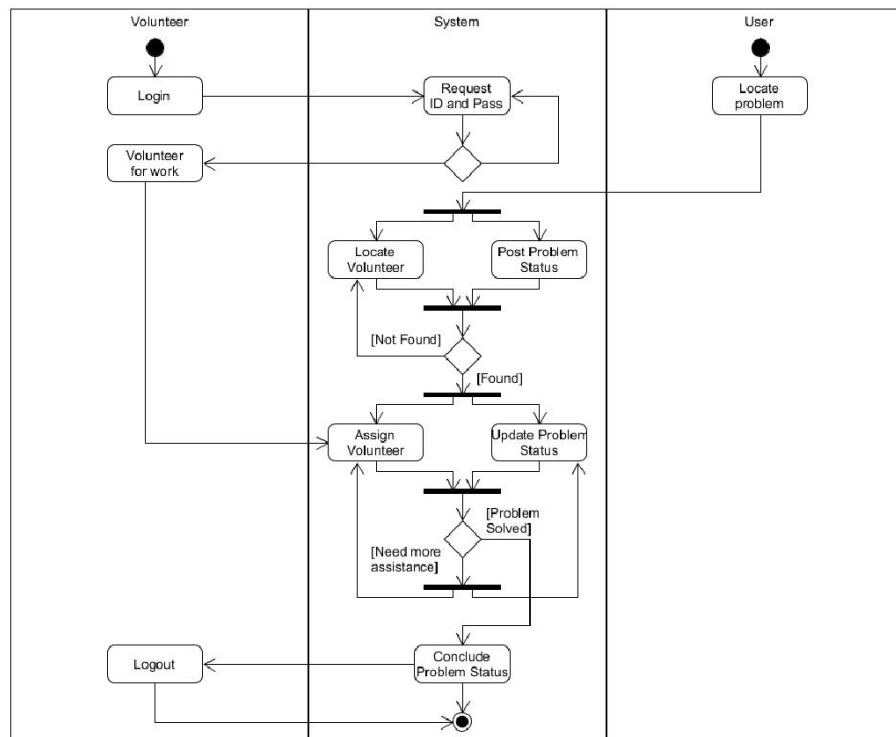 Volunteer
System
User
Login
Request
ID and Pass
Locate
problem
Volunteer
for work
Locate
Volunteer
Post Problem
Status
[Not Found]
[Found]
Assign
Volunteer
Update Problem
Status
[Problem
Solved]
[Need more
assistance]
Logout
Conclude
Problem Status